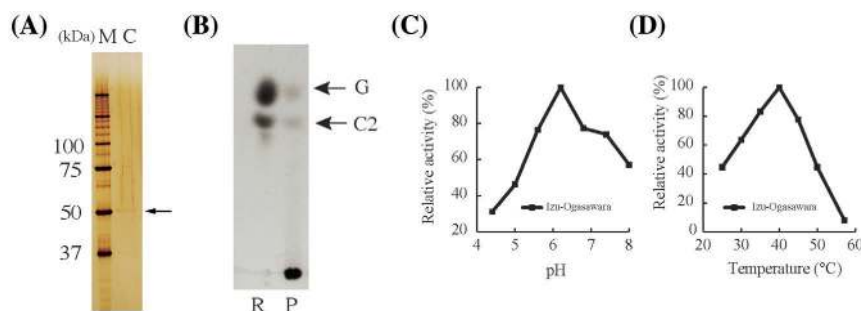 (A)
(kDa) M C
100
75
50
37
(B)
G
C2
R P
(C)
Relative activity (%)
100
80
60
40
20
Izu-Ogasawara
4 5 6 7 8
pH
(D)
Relative activity (%)
100
80
60
40
20
0
Izu-Ogasawara
20 30 40 50 60
Temperature (°C)